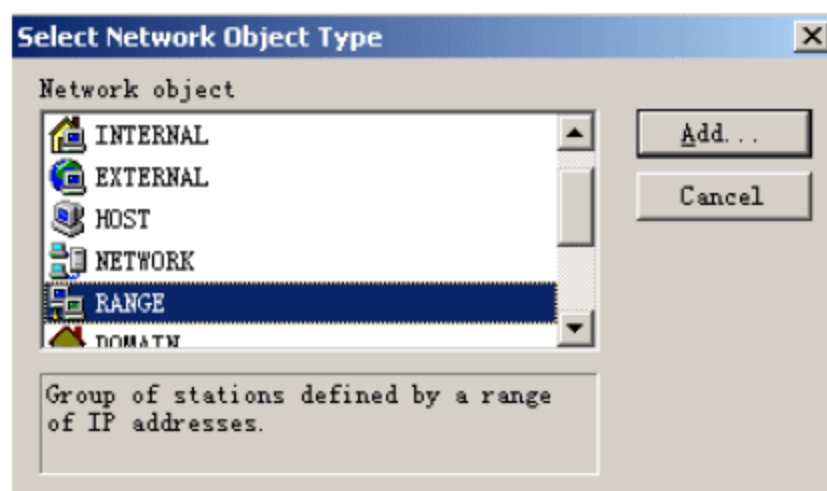 Select Network Object Type
Network object
INTERNAL
EXTERNAL
HOST
NETWORK
RANGE
DOMAIN
Group of stations defined by a range
of IP addresses.
Add...
Cancel